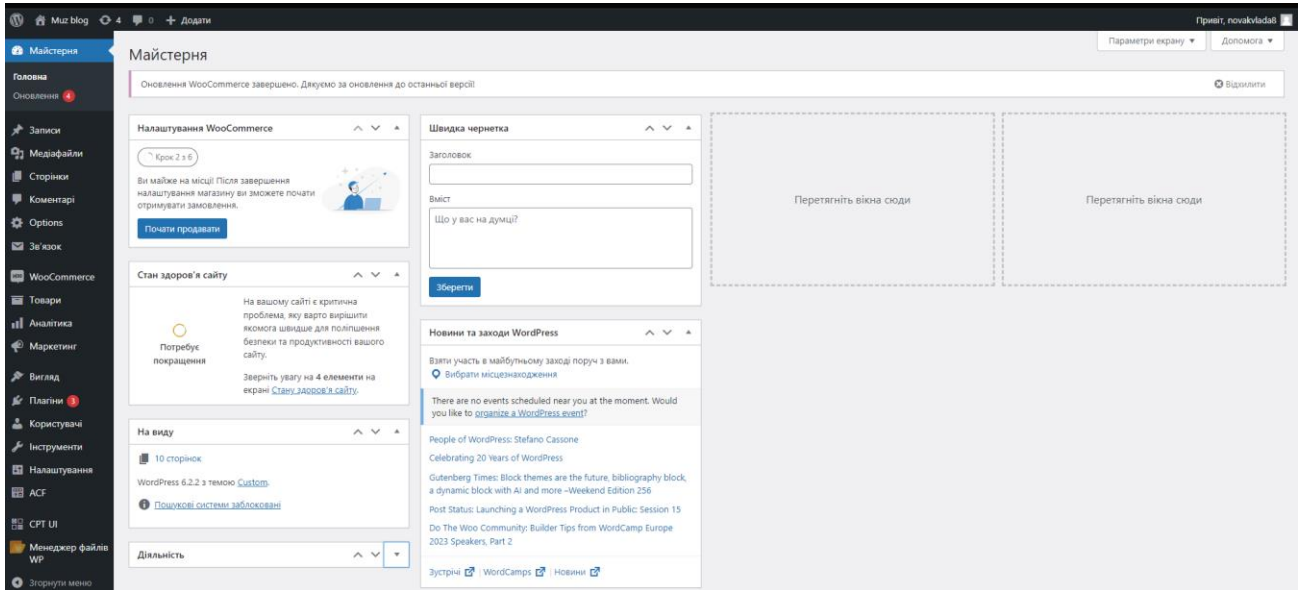 Muz blog 4 0 + Додати
Привіт, novakvlada8
Майстерня
Головна
Оновлення 4
Записи
Медіафайли
Сторінки
Коментарі
Options
Зв'язок
WooCommerce
Товари
Аналітика
Маркетинг
Вигляд
Плагіни 3
Користувачі
Інструменти
Налаштування
ACF
CPT UI
Менеджер файлів
WP
Згорнути меню
Параметри екрану
Допомога
Майстерня
Оновлення WooCommerce завершено. Дякуємо за оновлення до останньої версії!
Відхилити
Налаштування WooCommerce
Крок 2 з 6
Ви майже на місці! Після завершення
налаштування магазину ви зможете почати
отримувати замовлення.
Почати продавати
Стан здоров'я сайту
Потребує
покращення
На вашому сайті є критична
проблема, яку варто вирішити
якомога швидше для поліпшення
безпеки та продуктивності вашого
сайту.
Зверніть увагу на 4 елементи на
екрані Стану здоров'я сайту.
На виду
10 сторінок
WordPress 6.2.2 з темою Custom.
Пошукові системи заблоковані
Діяльність
Швидка чернетка
Заголовок
Вміст
Що у вас на думці?
Зберегти
Новини та заходи WordPress
Взяти участь в майбутньому заході поруч з вами.
Вибрати місцезнаходження
There are no events scheduled near you at the moment. Would
you like to organize a WordPress event?
People of WordPress: Stefano Cassone
Celebrating 20 Years of WordPress
Gutenberg Times: Block themes are the future, bibliography block,
a dynamic block with AI and more –Weekend Edition 256
Post Status: Launching a WordPress Product in Public: Session 15
Do The Woo Community: Builder Tips from WordCamp Europe
2023 Speakers, Part 2
Зустрічі | WordCamps | Новини
Перетягніть вікна сюди
Перетягніть вікна сюди